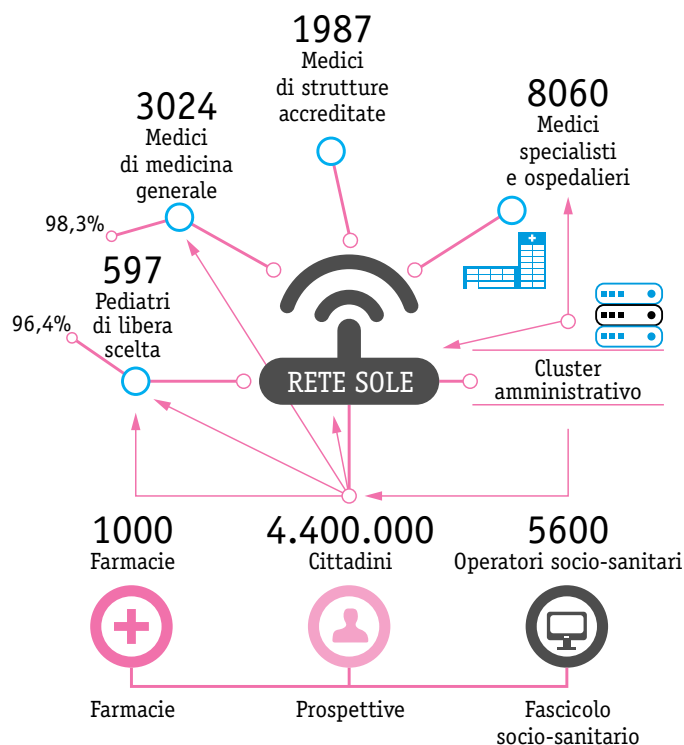 1987
Medici
di strutture
accreditate
3024
Medici
di medicina
generale
8060
Medici
specialisti
e ospedalieri
98,3%
597
Pediatri
di libera
scelta
96,4%
RETE SOLE
Cluster
amministrativo
1000
Farmacie
4.400.000
Cittadini
5600
Operatori socio-sanitari
Farmacie
Prospettive
Fascicolo
socio-sanitario